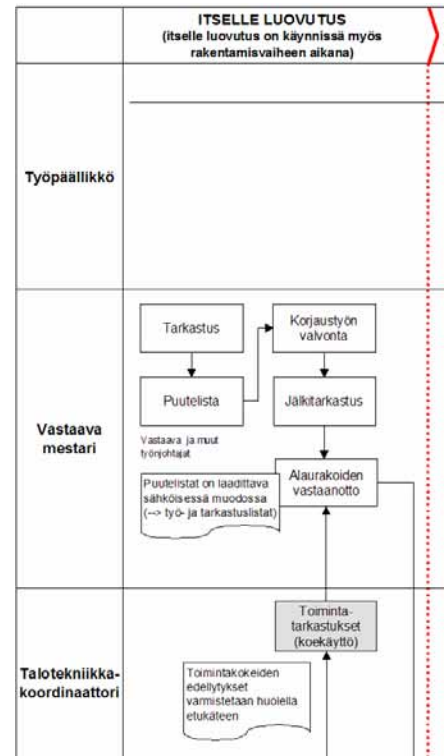 ITSELLE LUOVUTUS
(itselle luovutus on käynnissä myös
rakentamisvaiheen aikana)
Työpäällikkö
Vastaava
mestari
Tarkastus
Puutelista
Korjaustyön
valvonta
Jälkitarkastus
Vastaava ja muut
työnjohtajat
Puutelistat on laadittava
sähköisessä muodossa
(--> työ- ja tarkastuslistat)
Alaurakoiden
vastaanotto
Talotekniikka-
koordinaattori
Toiminta-
tarkastukset
(koekäyttö)
Toimintakokeiden
edellytykset
varmistetaan huolella
etukäteen